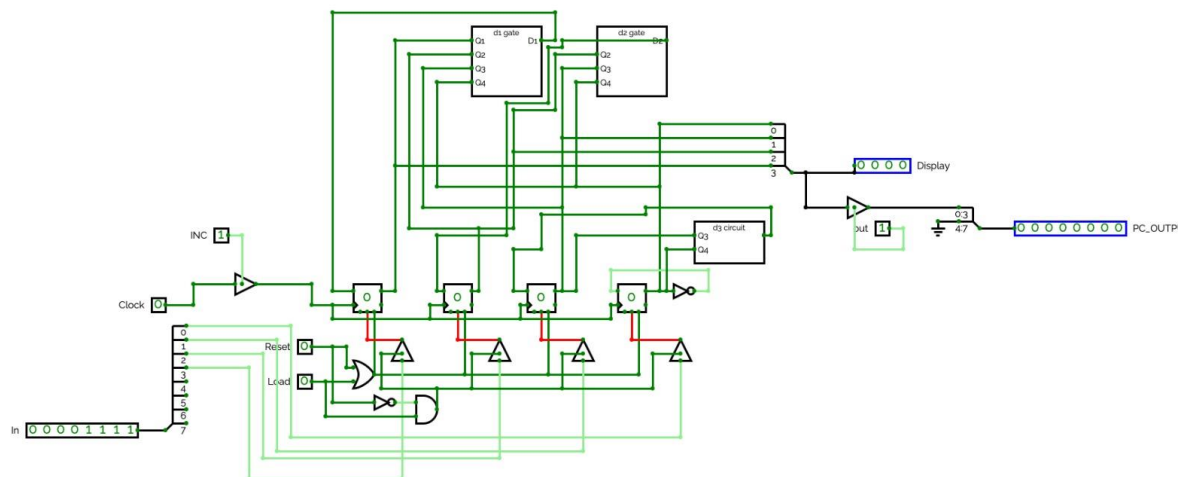 d1 gate
Q1 D1
Q2
Q3
Q4
d2 gate
D2
Q2
Q3
Q4
0
1
2
3
0 0 0 0 Display
0:3
4:7
out 1
0 0 0 0 0 0 0 0 PC_OUTPU
d3 circuit
Q3
Q4
INC 1
Clock 0
0 0 0 0
Reset 0
Load 0
0
1
2
3
4
5
6
7
In 0 0 0 0 1 1 1 1